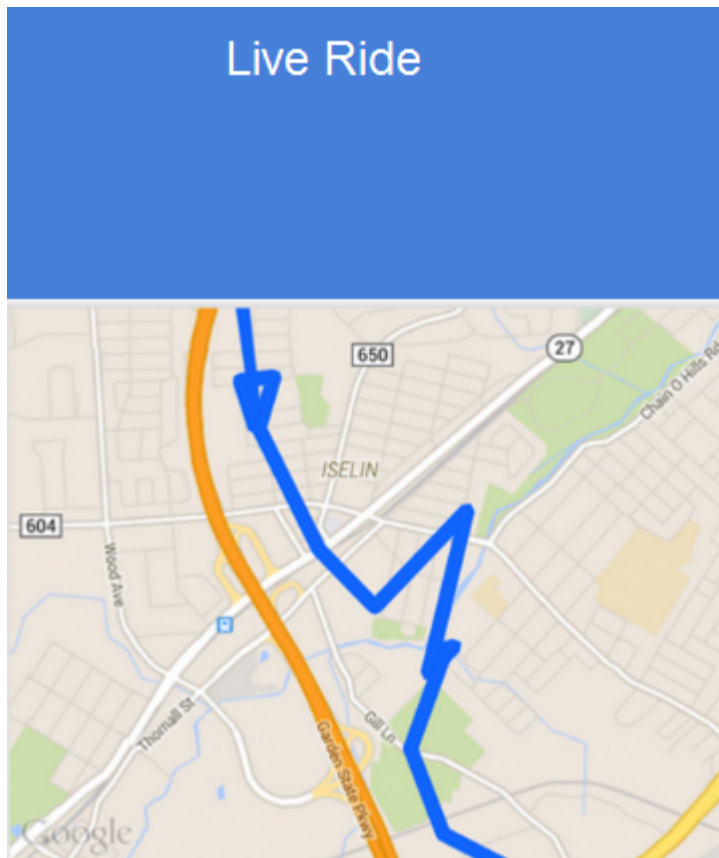 Live Ride
650
27
Chain O Hills Rd
ISELIN
604
Wood Ave
Thornall St
Gill Ln
Garden State Pkwy
Google